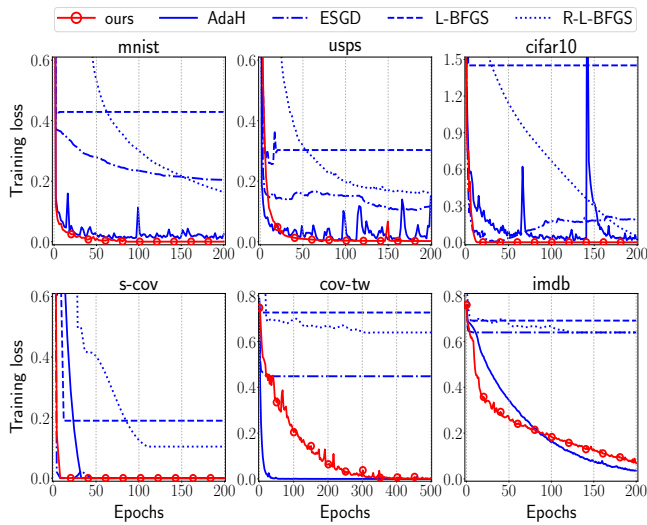 ours AdaH ESGD L-BFGS R-L-BFGS
mnist usps cifar10
Training loss
0.6 0.4 0.2 0.0
0 50 100 150 200
0.6 0.4 0.2 0.0
0 50 100 150 200
1.5 1.2 0.9 0.6 0.3 0.0
0 50 100 150 200
s-cov cov-tw imdb
Training loss
0.6 0.4 0.2 0.0
0 50 100 150 200
0.8 0.6 0.4 0.2 0.0
0 100 200 300 400 500
0.8 0.6 0.4 0.2 0.0
0 50 100 150 200
Epochs Epochs Epochs